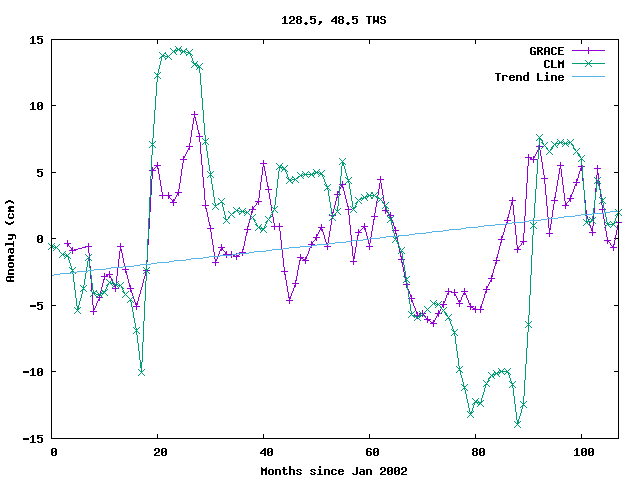 128.5, 48.5 TWS
GRACE
CLM
Trend Line
15
10
5
0
-5
-10
-15
Anomaly (cm)
0 20 40 60 80 100
Months since Jan 2002